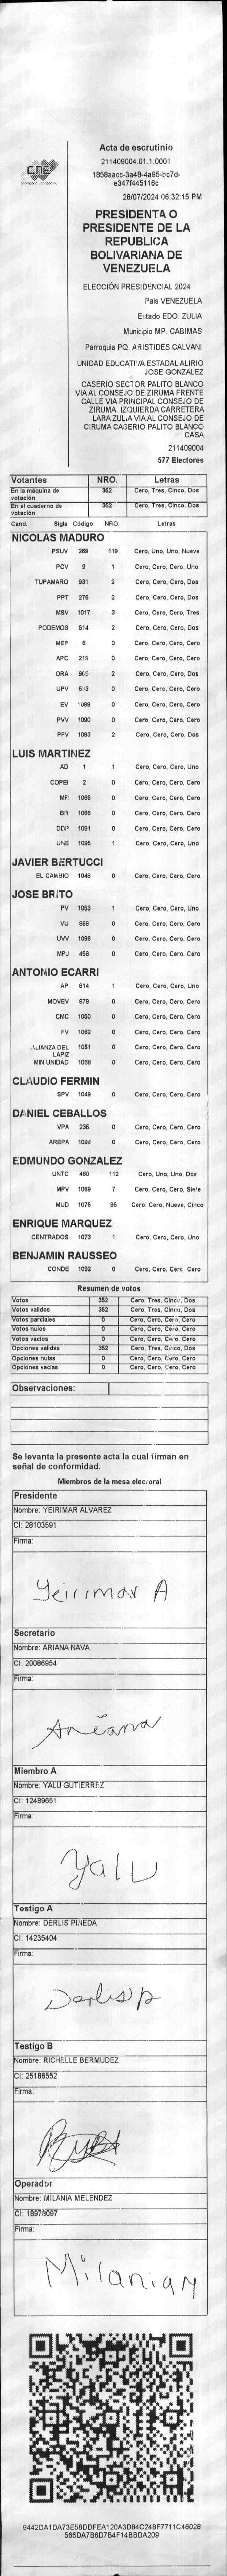 CNE
Acta de escrutinio
211409004.01.1.0001
1858aacc-3a48-4a95-bc7d-
e347f445116c
28/07/2024 06:32:15 PM
PRESIDENTA O
PRESIDENTE DE LA
REPUBLICA
BOLIVARIANA DE
VENEZUELA
ELECCIÓN PRESIDENCIAL 2024
País VENEZUELA
Estado EDO. ZULIA
Municipio MP. CABIMAS
Parroquia PQ. ARISTIDES CALVANI
UNIDAD EDUCATIVA ESTADAL ALIRIO
JOSE GONZALEZ
CASERIO SECTOR PALITO BLANCO
VIA AL CONSEJO DE ZIRUMA FRENTE
CALLE VIA PRINCIPAL CONSEJO DE
ZIRUMA. IZQUIERDA CARRETERA
LARA ZULIA VIA AL CONSEJO DE
CIRUMA CASERIO PALITO BLANCO
CASA
211409004
577 Electores
Votantes NRO. Letras
En la máquina de votación 352 Cero, Tres, Cinco, Dos
En el cuaderno de votación 352 Cero, Tres, Cinco, Dos
Cand. Sigla Código NRO. Letras
NICOLAS MADURO
PSUV 269 119 Cero, Uno, Uno, Nueve
PCV 9 1 Cero, Cero, Cero, Uno
TUPAMARO 931 2 Cero, Cero, Cero, Dos
PPT 276 2 Cero, Cero, Cero, Dos
MSV 1017 3 Cero, Cero, Cero, Tres
PODEMOS 514 2 Cero, Cero, Cero, Dos
MEP 6 0 Cero, Cero, Cero, Cero
APC 219 0 Cero, Cero, Cero, Cero
ORA 906 2 Cero, Cero, Cero, Dos
UPV 0 Cero, Cero, Cero, Cero
EV 1089 0 Cero, Cero, Cero, Cero
PVV 1090 0 Cero, Cero, Cero, Cero
PFV 1093 2 Cero, Cero, Cero, Dos
LUIS MARTINEZ
AD 1 1 Cero, Cero, Cero, Uno
COPEI 2 0 Cero, Cero, Cero, Cero
MR 1065 0 Cero, Cero, Cero, Cero
BR 1066 0 Cero, Cero, Cero, Cero
DDP 1091 0 Cero, Cero, Cero, Cero
UNE 1095 1 Cero, Cero, Cero, Uno
JAVIER BERTUCCI
EL CAMBIO 1048 0 Cero, Cero, Cero, Cero
JOSE BRITO
PV 1053 1 Cero, Cero, Cero, Uno
VU 868 0 Cero, Cero, Cero, Cero
UVV 1096 0 Cero, Cero, Cero, Cero
MPJ 458 0 Cero, Cero, Cero, Cero
ANTONIO ECARRI
AP 814 1 Cero, Cero, Cero, Uno
MOVEV 879 0 Cero, Cero, Cero, Cero
CMC 1050 0 Cero, Cero, Cero, Cero
FV 1062 0 Cero, Cero, Cero, Cero
ALIANZA DEL LAPIZ 1051 0 Cero, Cero, Cero, Cero
MIN UNIDAD 1068 0 Cero, Cero, Cero, Cero
CLAUDIO FERMIN
SPV 1049 0 Cero, Cero, Cero, Cero
DANIEL CEBALLOS
VPA 236 0 Cero, Cero, Cero, Cero
AREPA 1094 0 Cero, Cero, Cero, Cero
EDMUNDO GONZALEZ
UNTC 460 112 Cero, Uno, Uno, Dos
MPV 1069 7 Cero, Cero, Cero, Siete
MUD 1075 95 Cero, Cero, Nueve, Cinco
ENRIQUE MARQUEZ
CENTRADOS 1073 1 Cero, Cero, Cero, Uno
BENJAMIN RAUSSEO
CONDE 1092 0 Cero, Cero, Cero, Cero
Resumen de votos
Votos 352 Cero, Tres, Cinco, Dos
Votos validos 352 Cero, Tres, Cinco, Dos
Votos parciales 0 Cero, Cero, Cero, Cero
Votos nulos 0 Cero, Cero, Cero, Cero
Votos vacios 0 Cero, Cero, Cero, Cero
Opciones validas 352 Cero, Tres, Cinco, Dos
Opciones nulas 0 Cero, Cero, Cero, Cero
Opciones vacias 0 Cero, Cero, Cero, Cero
Observaciones:
Se levanta la presente acta la cual firman en
señal de conformidad.
Miembros de la mesa electoral
Presidente
Nombre: YEIRIMAR ALVAREZ
CI: 28103591
Firma:
Yeirimar A
Secretario
Nombre: ARIANA NAVA
CI: 20086954
Firma:
Ariana
Miembro A
Nombre: YALU GUTIERREZ
CI: 12489651
Firma:
Yalu
Testigo A
Nombre: DERLIS PINEDA
CI: 14235404
Firma:
Derlis p
Testigo B
Nombre: RICHELLE BERMUDEZ
CI: 25186552
Firma:
Operador
Nombre: MILANIA MELENDEZ
CI: 18978097
Firma:
Milania M
9442DA1DA73E58DDFEA120A3D84C248F7711C46028
566DA7B6D7B4F14BBDA209